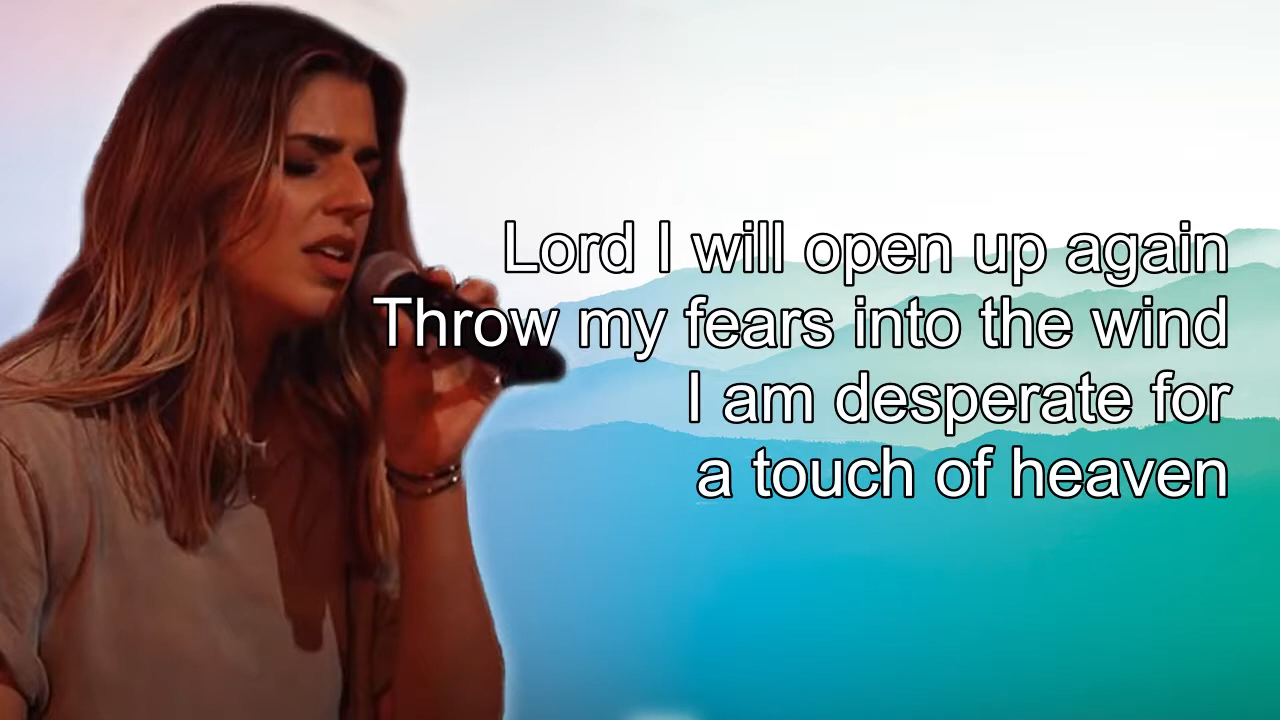 Lord I will open up again
Throw my fears into the wind
I am desperate for
a touch of heaven